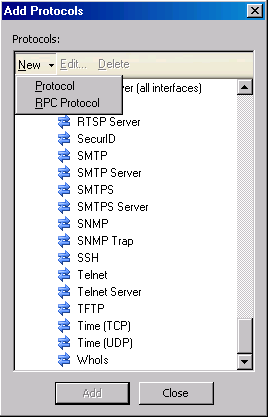 Add Protocols
Protocols:
New Edit... Delete
Protocol
RPC Protocol
(all interfaces)
RTSP Server
SecurID
SMTP
SMTP Server
SMTPS
SMTPS Server
SNMP
SNMP Trap
SSH
Telnet
Telnet Server
TFTP
Time (TCP)
Time (UDP)
WhoIs
Add Close